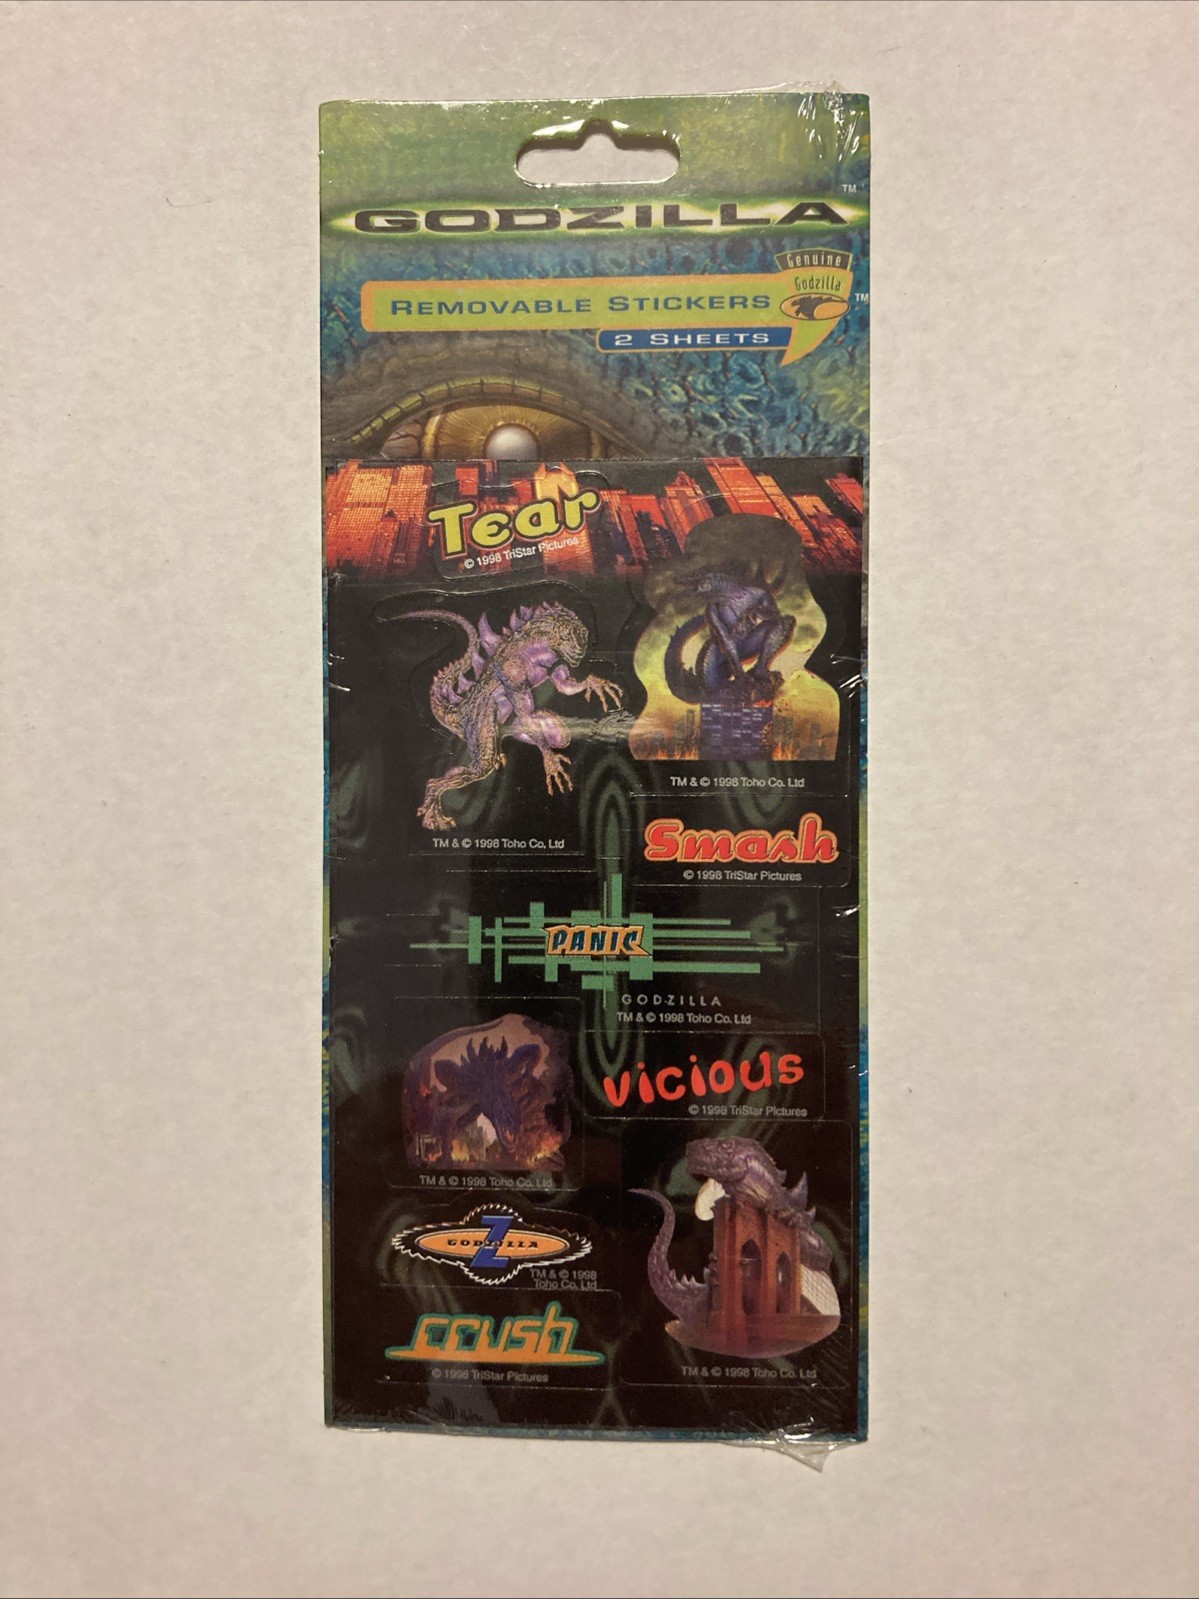 GODZILLA TM
Genuine
Godzilla
TM
REMOVABLE STICKERS
2 SHEETS
Tear
© 1998 TriStar Pictures
TM & © 1998 Toho Co. Ltd
TM & © 1998 Toho Co. Ltd
Smash
© 1998 TriStar Pictures
PANIC
GODZILLA
TM & © 1998 Toho Co. Ltd
vicious
© 1998 TriStar Pictures
TM & © 1998 Toho Co. Ltd
Z
GODZILLA
TM & © 1998
Toho Co. Ltd
crush
© 1998 TriStar Pictures
TM & © 1998 Toho Co. Ltd